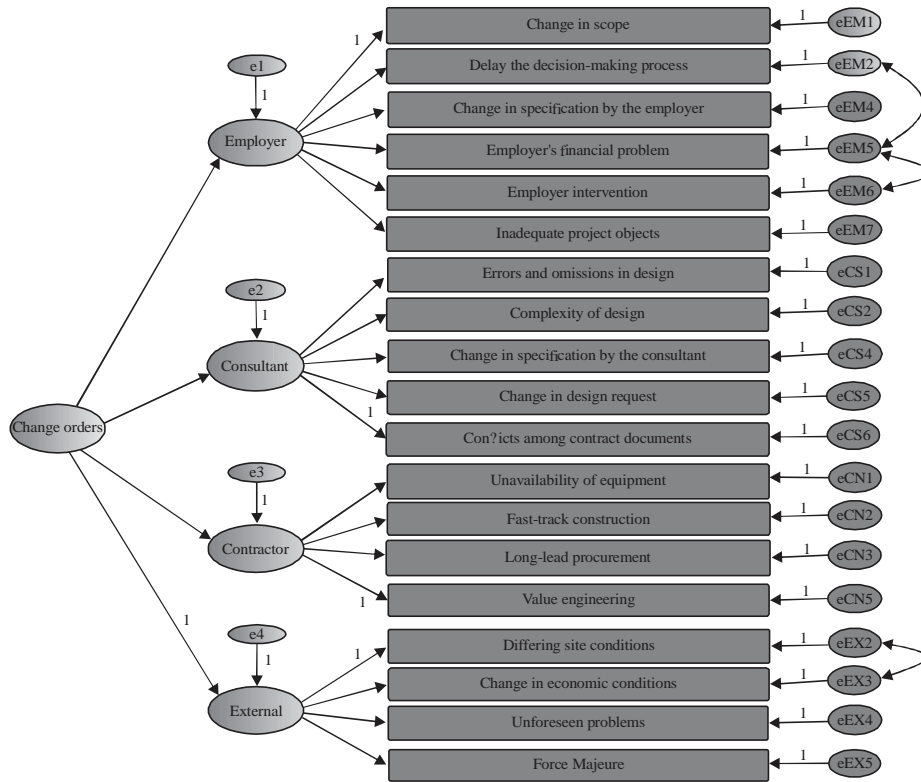 1 Change in scope 1 eEM1
e1 Delay the decision-making process 1 eEM2
1 Change in specification by the employer 1 eEM4
Employer Employer's financial problem 1 eEM5
Employer intervention 1 eEM6
Inadequate project objects 1 eEM7
Errors and omissions in design 1 eCS1
e2 Complexity of design 1 eCS2
1 Change in specification by the consultant 1 eCS4
Consultant Change in design request 1 eCS5
1 Con?icts among contract documents 1 eCS6
Change orders
e3 Unavailability of equipment 1 eCN1
1 Fast-track construction 1 eCN2
Contractor Long-lead procurement 1 eCN3
1 Value engineering 1 eCN5
1 e4 1 Differing site conditions 1 eEX2
1 Change in economic conditions 1 eEX3
External Unforeseen problems 1 eEX4
Force Majeure 1 eEX5